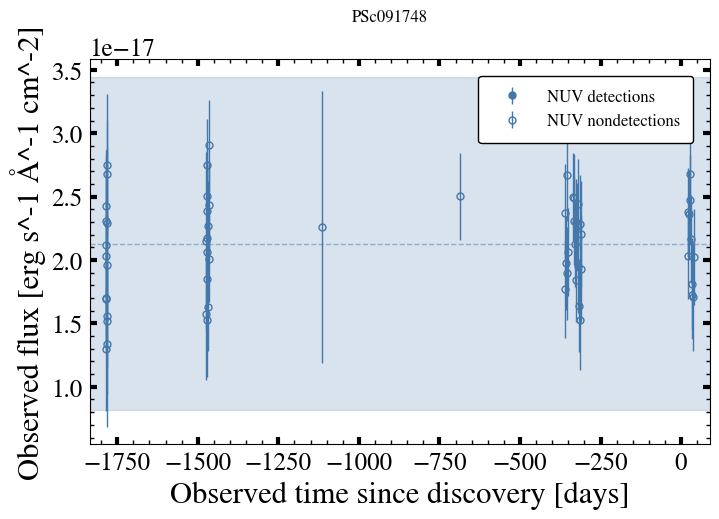 PSc091748
1e−17
NUV detections
NUV nondetections
3.5
3.0
2.5
2.0
1.5
1.0
Observed flux [erg s^-1 Å^-1 cm^-2]
−1750 −1500 −1250 −1000 −750 −500 −250 0
Observed time since discovery [days]